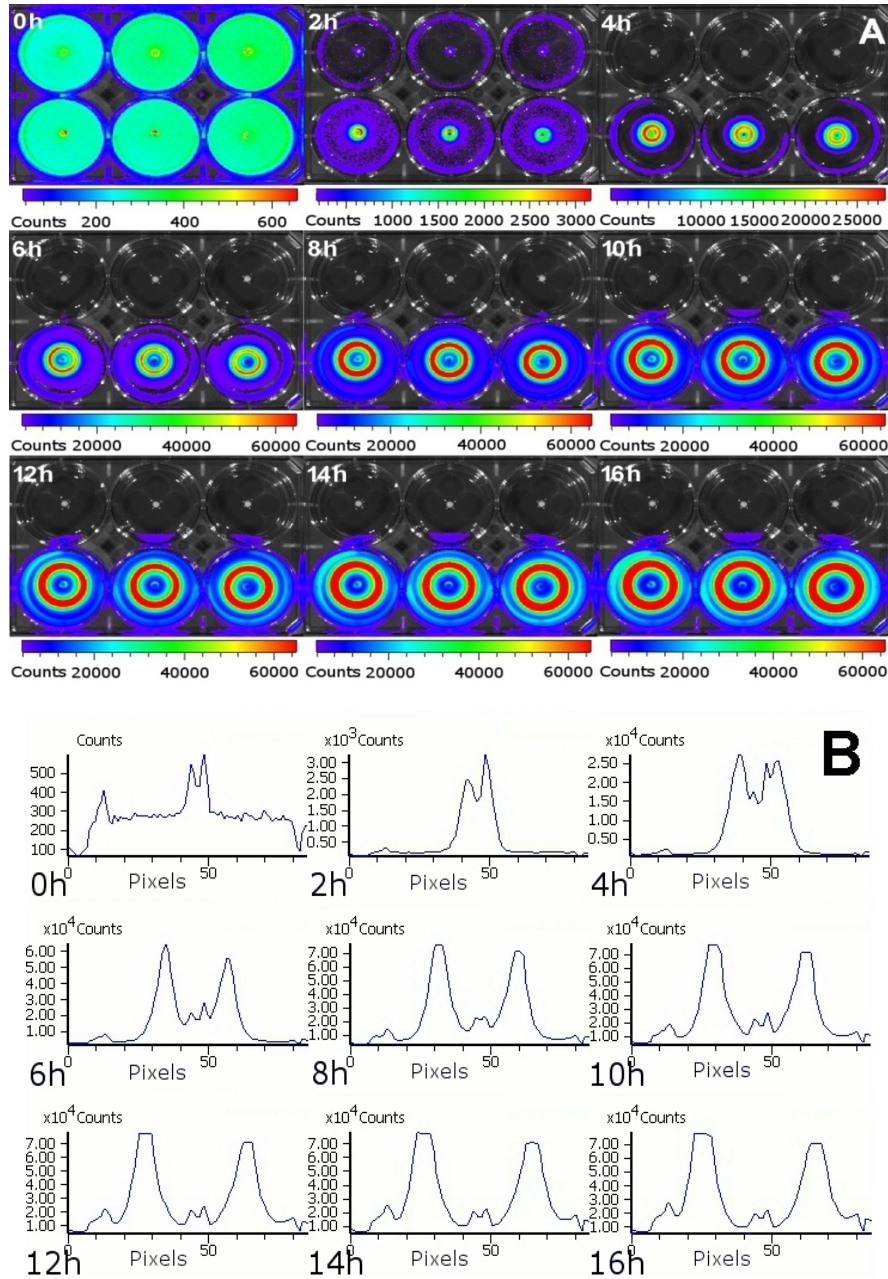 0h 2h 4h A
Counts 200 400 600
Counts 1000 1500 2000 2500 3000
Counts 10000 15000 20000 25000
6h 8h 10h
Counts 20000 40000 60000
Counts 20000 40000 60000
Counts 20000 40000 60000
12h 14h 16h
Counts 20000 40000 60000
Counts 20000 40000 60000
Counts 20000 40000 60000
B
Counts
500
400
300
200
100
0 50
0h Pixels
x10³Counts
3.00
2.50
2.00
1.50
1.00
0.50
0 50
2h Pixels
x10⁴Counts
2.50
2.00
1.50
1.00
0.50
0 50
4h Pixels
x10⁴Counts
6.00
5.00
4.00
3.00
2.00
1.00
0 50
6h Pixels
x10⁴Counts
7.00
6.00
5.00
4.00
3.00
2.00
1.00
0 50
8h Pixels
x10⁴Counts
7.00
6.00
5.00
4.00
3.00
2.00
1.00
0 50
10h Pixels
x10⁴Counts
7.00
6.00
5.00
4.00
3.00
2.00
1.00
0 50
12h Pixels
x10⁴Counts
7.00
6.00
5.00
4.00
3.00
2.00
1.00
0 50
14h Pixels
x10⁴Counts
7.00
6.00
5.00
4.00
3.00
2.00
1.00
0 50
16h Pixels